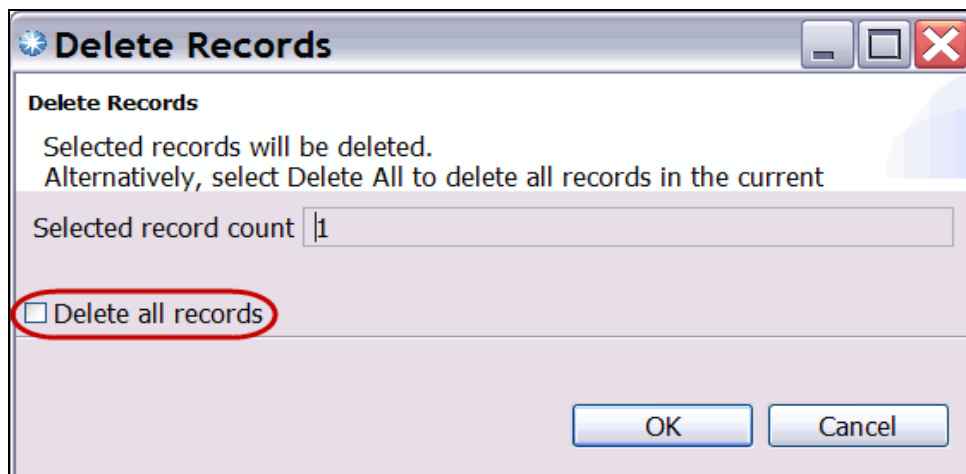 Delete Records
Delete Records
Selected records will be deleted.
Alternatively, select Delete All to delete all records in the current
Selected record count 1
Delete all records
OK Cancel